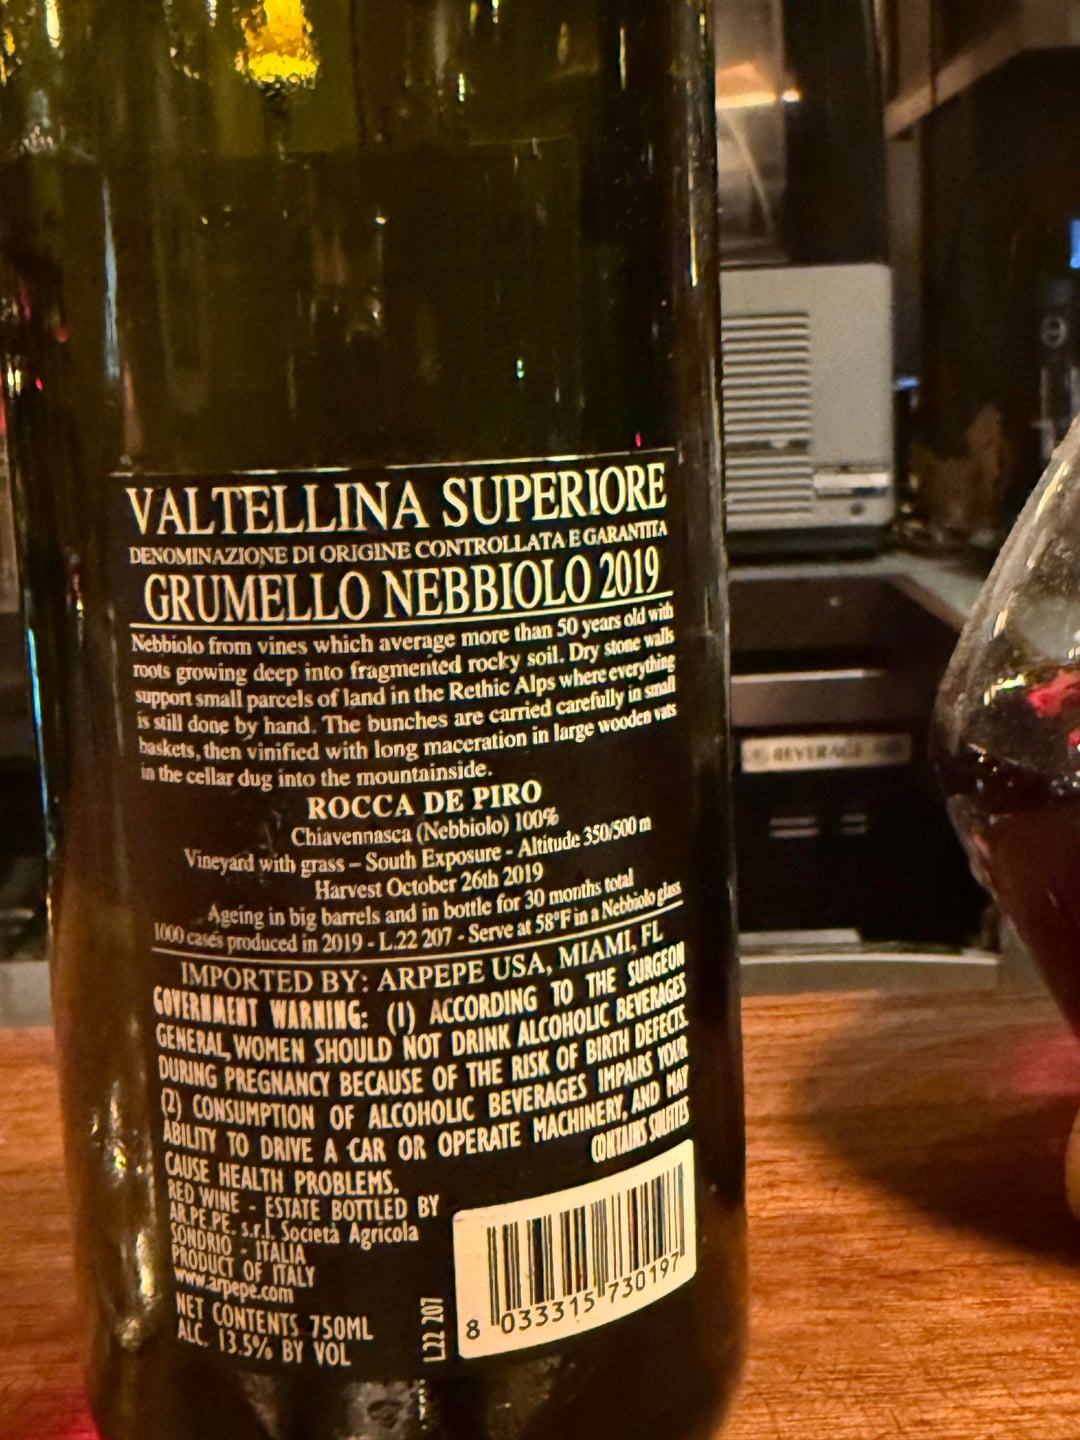 VALTELLINA SUPERIORE
DENOMINAZIONE DI ORIGINE CONTROLLATA E GARANTITA
GRUMELLO NEBBIOLO 2019
Nebbiolo from vines which average more than 50 years old with
roots growing deep into fragmented rocky soil. Dry stone walls
support small parcels of land in the Rethic Alps where everything
is still done by hand. The bunches are carried carefully in small
baskets, then vinified with long maceration in large wooden vats
in the cellar dug into the mountainside.
ROCCA DE PIRO
Chiavennasca (Nebbiolo) 100%
Vineyard with grass – South Exposure - Altitude 350/500 m
Harvest October 26th 2019
Ageing in big barrels and in bottle for 30 months total
1000 cases produced in 2019 - L.22 207 - Serve at 58°F in a Nebbiolo glass
IMPORTED BY: ARPEPE USA, MIAMI, FL
GOVERNMENT WARNING: (1) ACCORDING TO THE SURGEON
GENERAL, WOMEN SHOULD NOT DRINK ALCOHOLIC BEVERAGES
DURING PREGNANCY BECAUSE OF THE RISK OF BIRTH DEFECTS.
(2) CONSUMPTION OF ALCOHOLIC BEVERAGES IMPAIRS YOUR
ABILITY TO DRIVE A CAR OR OPERATE MACHINERY, AND MAY
CAUSE HEALTH PROBLEMS.
CONTAINS SULFITES
RED WINE - ESTATE BOTTLED BY
AR.PE.PE. s.r.l. Società Agricola
SONDRIO - ITALIA
PRODUCT OF ITALY
www.arpepe.com
NET CONTENTS 750ML
ALC. 13.5% BY VOL
L22 207
8 033315 730197
BEVERAGE